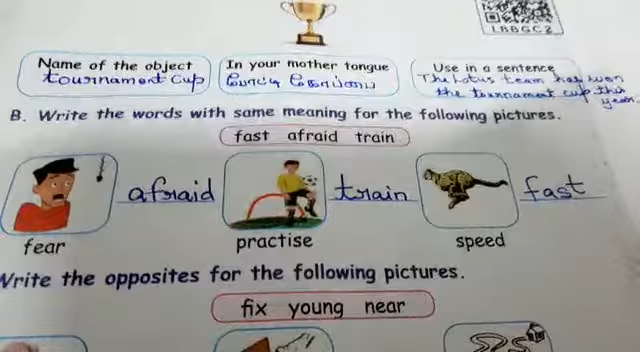 LBBGCZ
Name of the object
tournament cup
In your mother tongue
போட்டி கோப்பை
Use in a sentence
The Lotus team has won
the tournament cup this
year.
B. Write the words with same meaning for the following pictures.
fast afraid train
afraid train fast
fear practise speed
Write the opposites for the following pictures.
fix young near